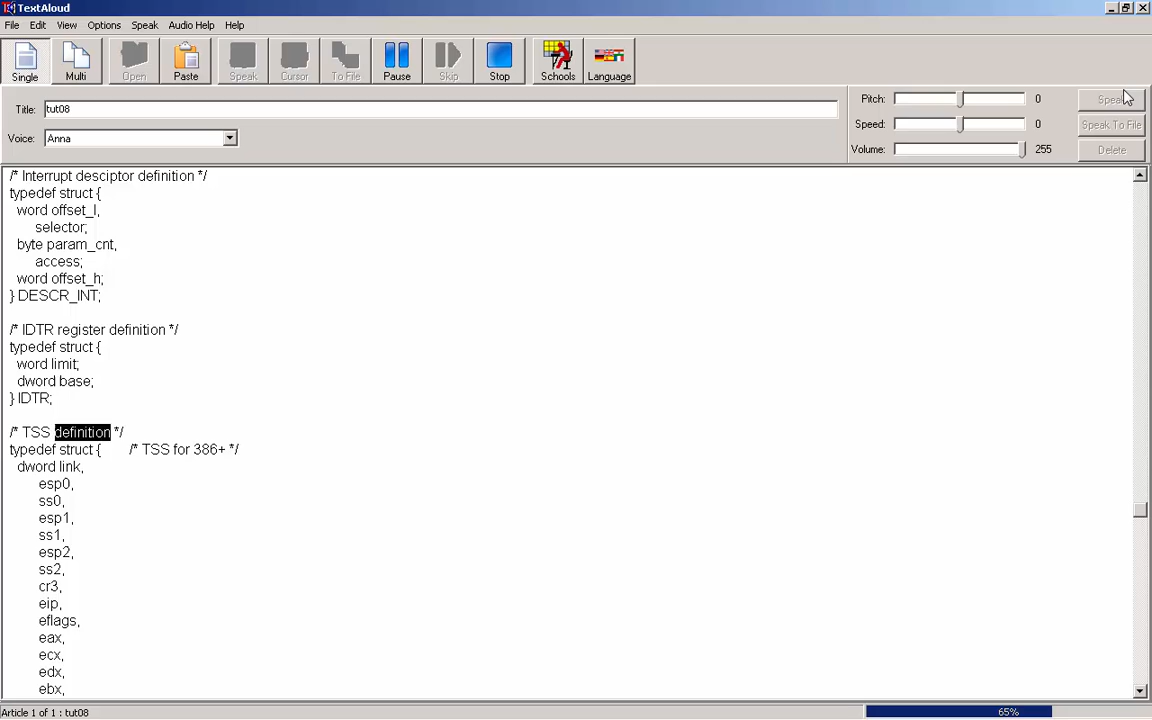 TextAloud
File Edit View Options Speak Audio Help Help
Single Multi Open Paste Speak Cursor To File Pause Skip Stop Schools Language
Title: tut08
Voice: Anna
Pitch: 0
Speed: 0
Volume: 255
Speak
Speak To File
Delete
/* Interrupt desciptor definition */
typedef struct {
word offset_l,
selector;
byte param_cnt,
access;
word offset_h;
} DESCR_INT;
/* IDTR register definition */
typedef struct {
word limit;
dword base;
} IDTR;
/* TSS definition */
typedef struct { /* TSS for 386+ */
dword link,
esp0,
ss0,
esp1,
ss1,
esp2,
ss2,
cr3,
eip,
eflags,
eax,
ecx,
edx,
ebx,
Article 1 of 1 : tut08
65%